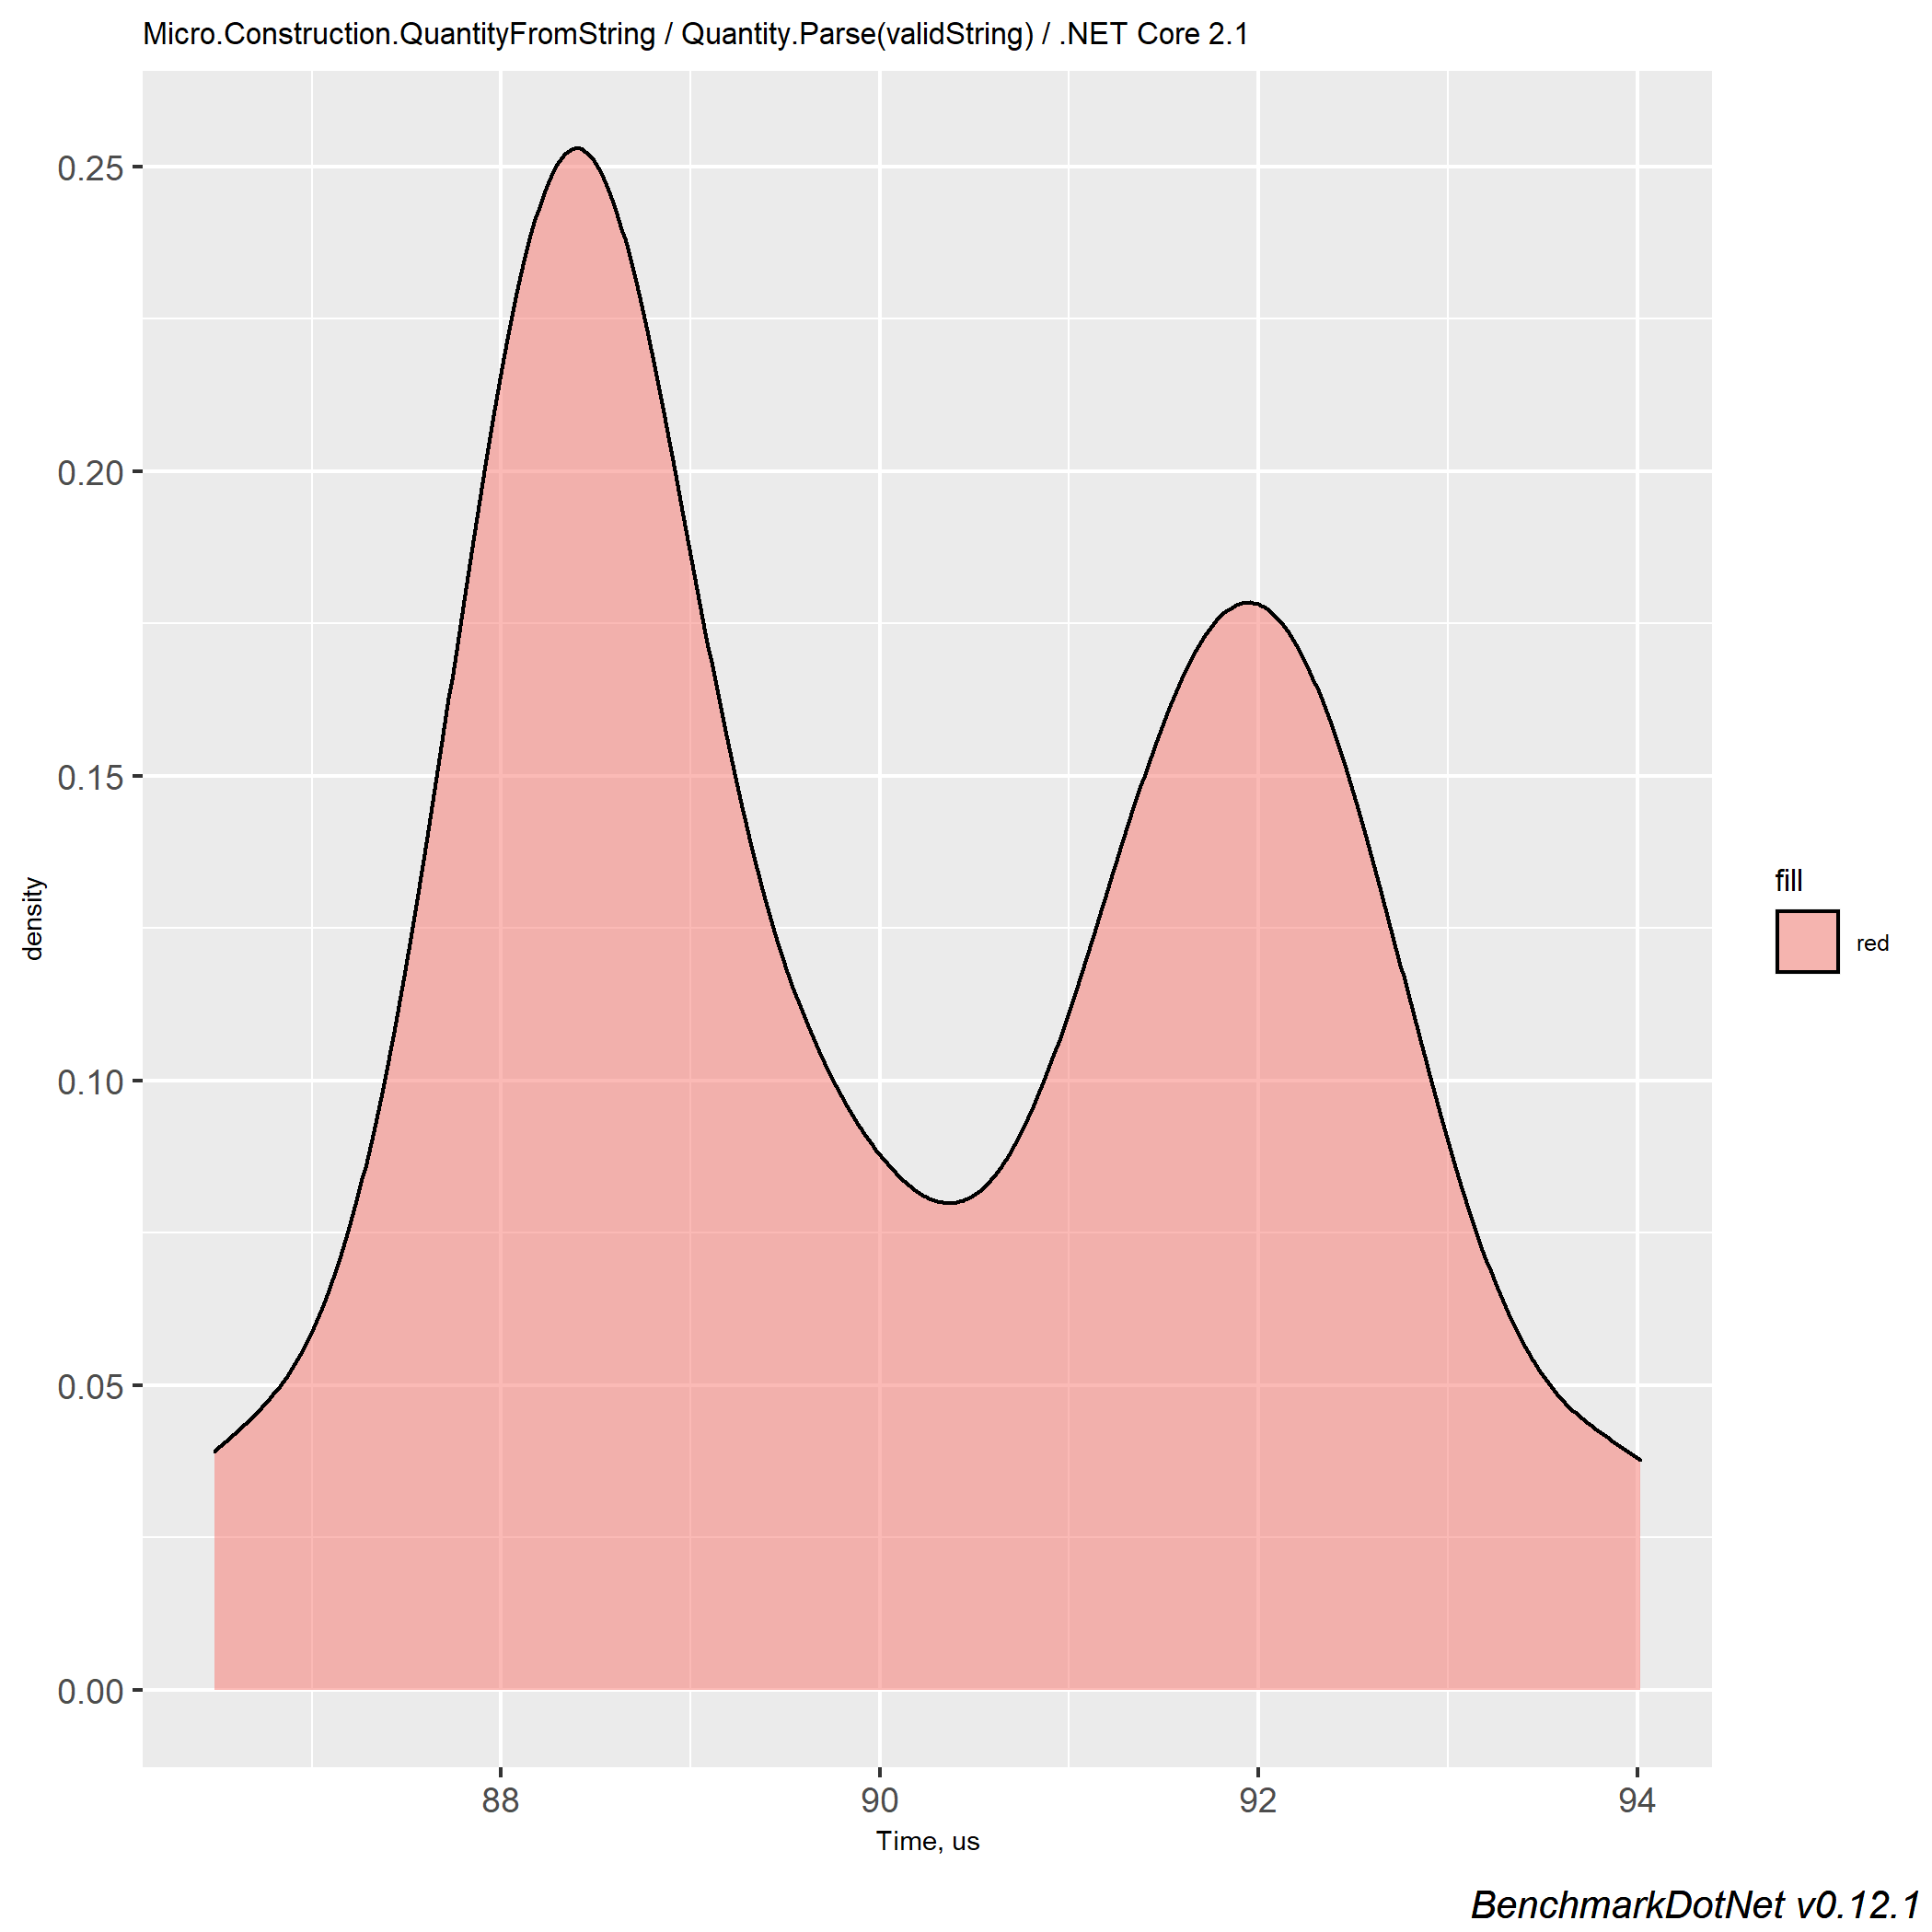 Micro.Construction.QuantityFromString / Quantity.Parse(validString) / .NET Core 2.1
0.25
0.20
0.15
0.10
0.05
0.00
density
88 90 92 94
Time, us
fill
red
BenchmarkDotNet v0.12.1